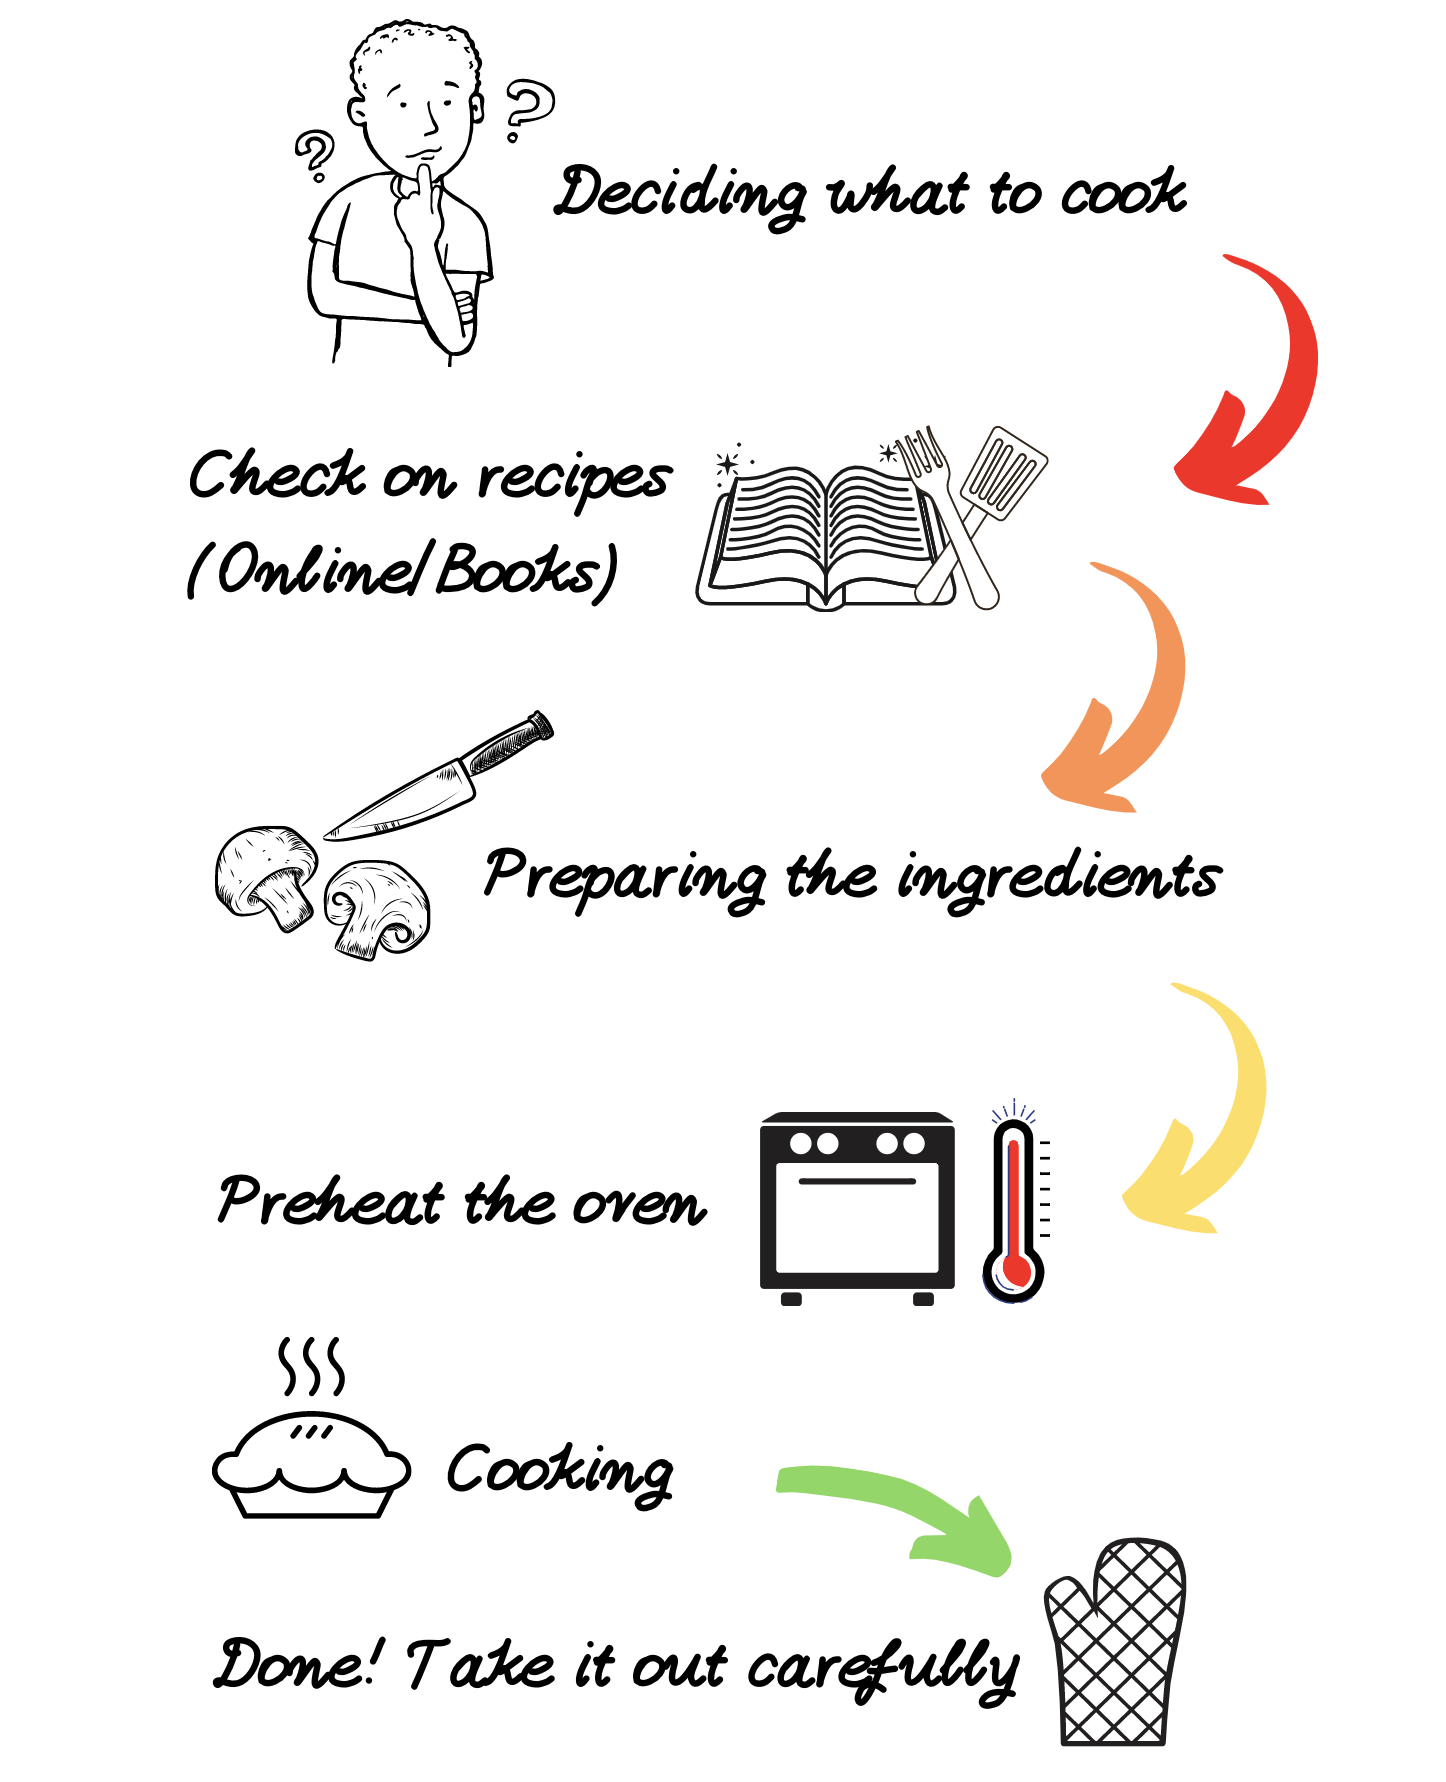 Deciding what to cook
Check on recipes
(Online/Books)
Preparing the ingredients
Preheat the oven
Cooking
Done! Take it out carefully